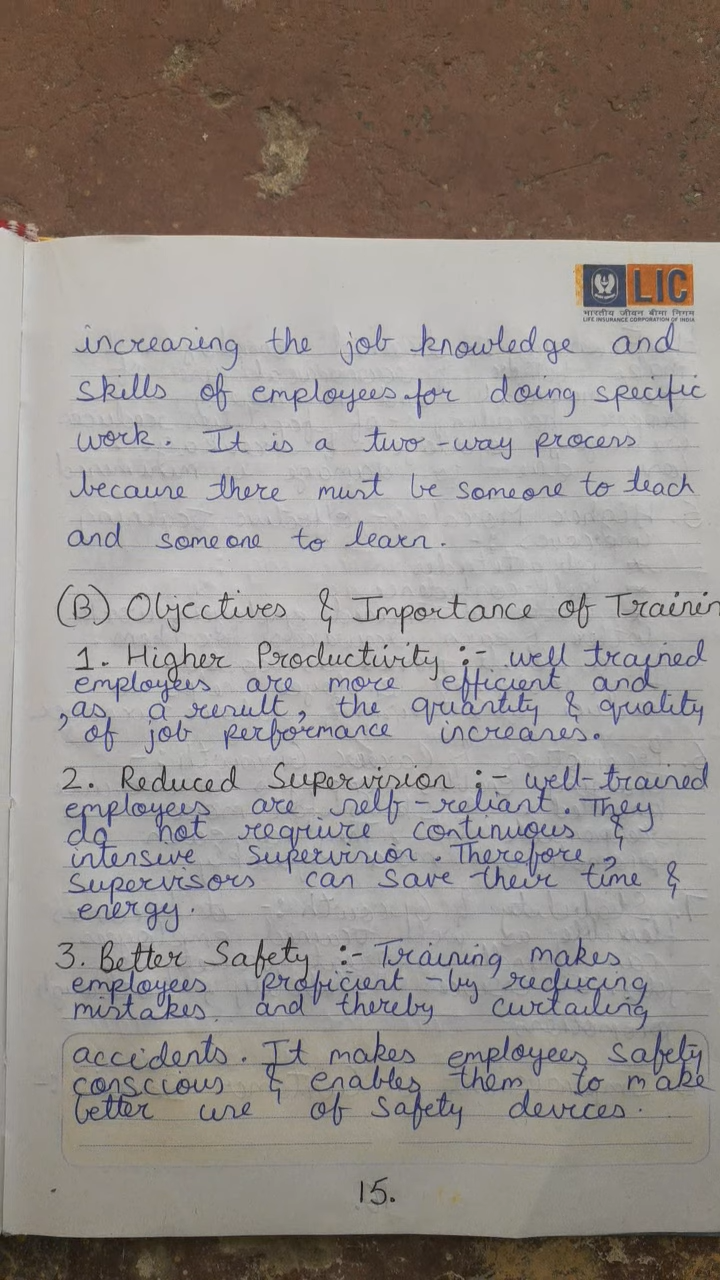 LIC
भारतीय जीवन बीमा निगम
LIFE INSURANCE CORPORATION OF INDIA
increasing the job knowledge and
skills of employees for doing specific
work. It is a two-way process
because there must be someone to teach
and someone to learn.
(B) Objectives & Importance of Trainin
1. Higher Productivity :- well trained
employees are more efficient and
, as a result, the quantity & quality
of job performance increases.
2. Reduced Supervision :- well-trained
employees are self-reliant. They
do not require continuous &
intensive supervision. Therefore,
supervisors can save their time &
energy.
3. Better Safety :- Training makes
employees proficient -by reducing
mistakes and thereby curtailing
accidents. It makes employees safety
conscious & enables them to make
better use of safety devices.
15.